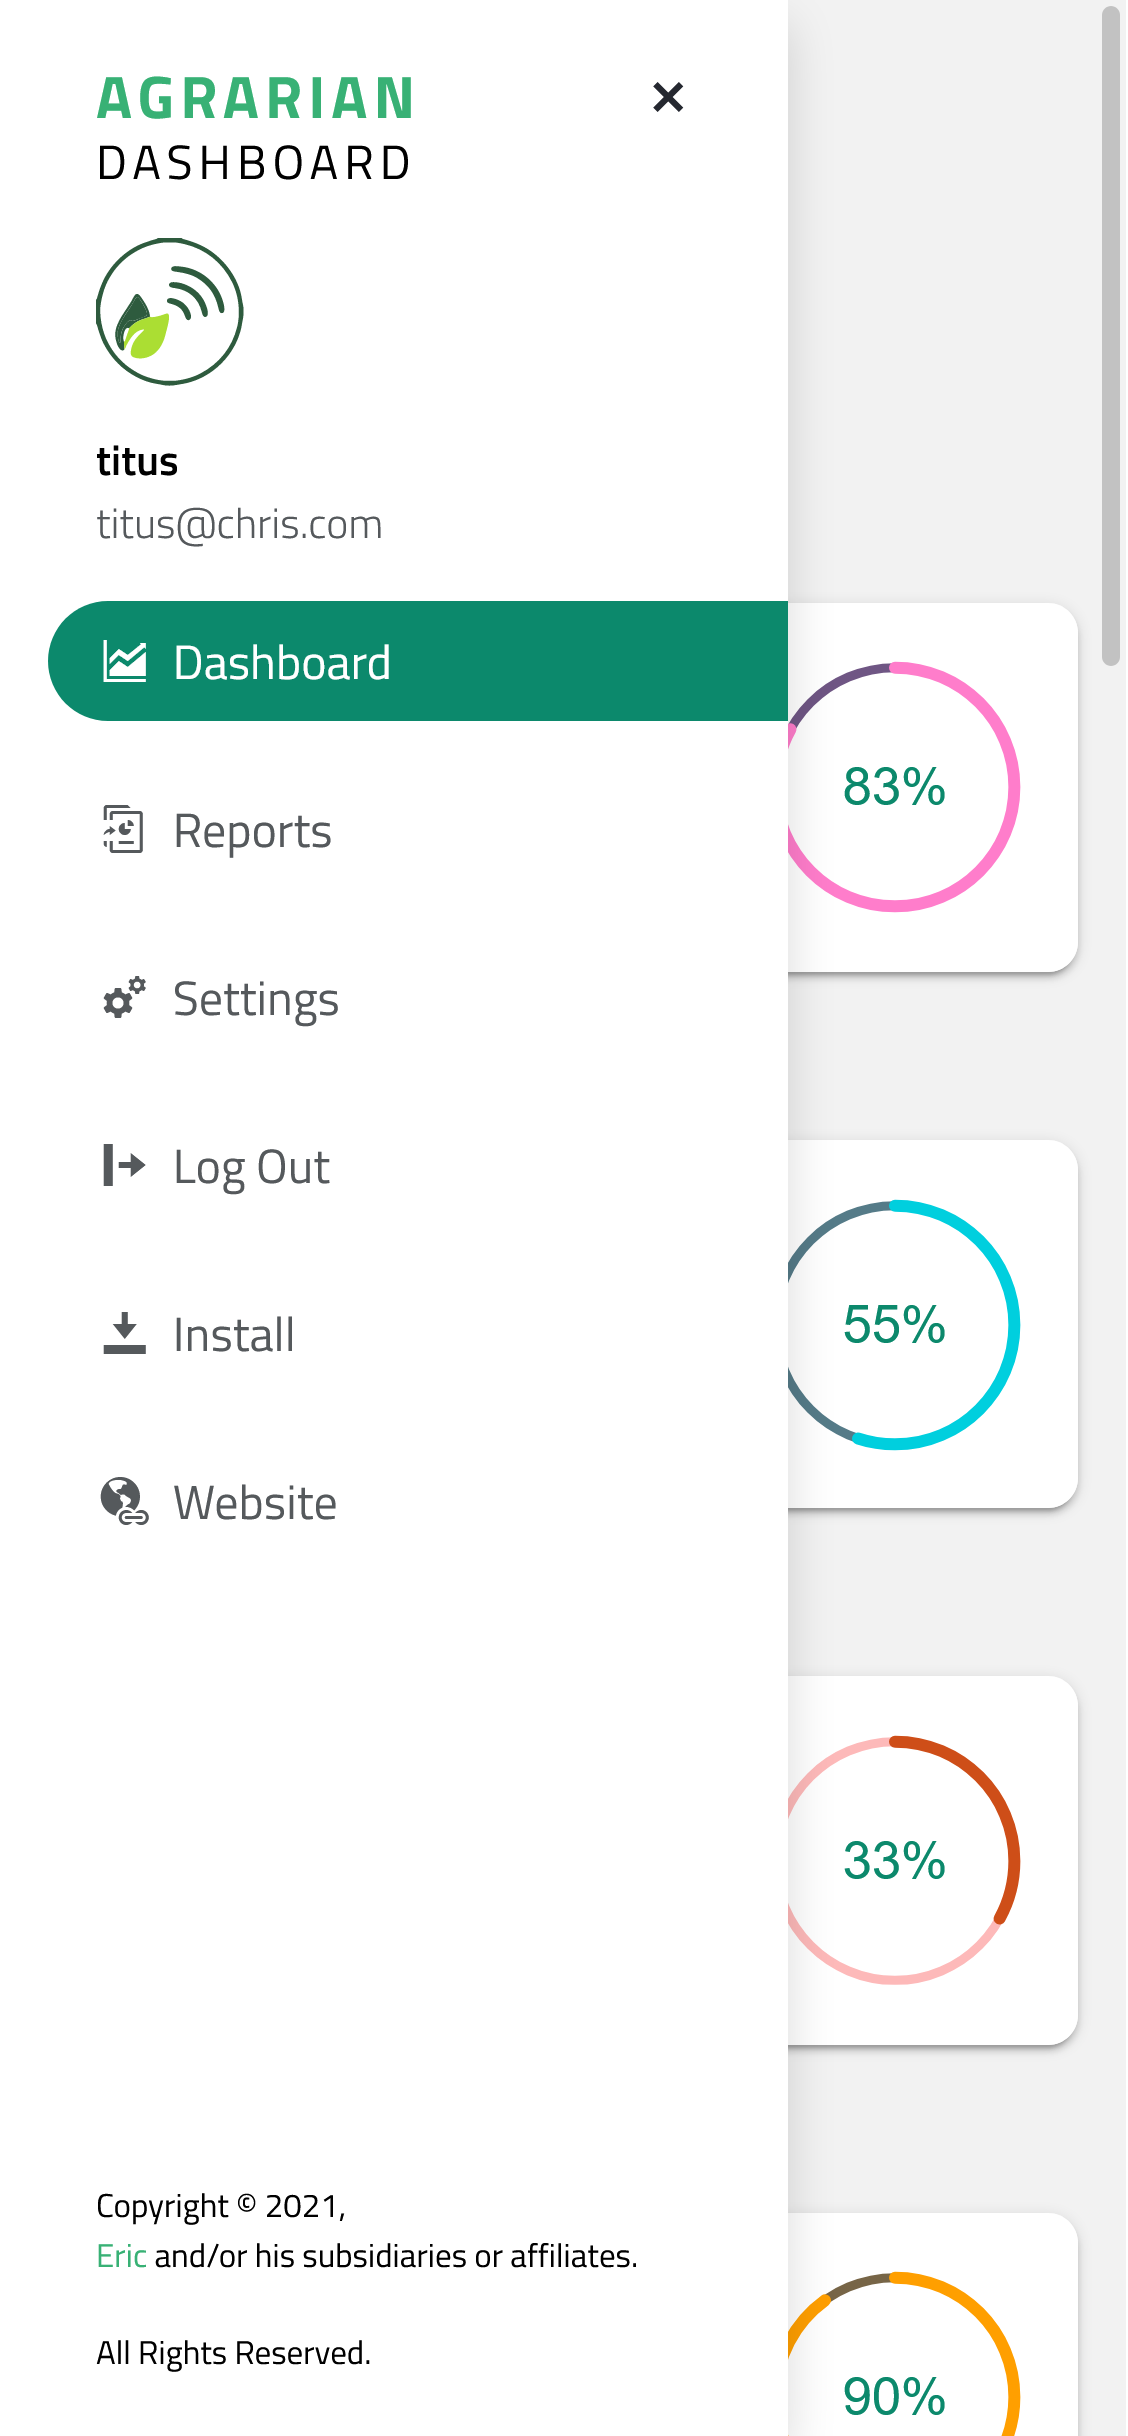 AGRARIAN
DASHBOARD
titus
titus@chris.com
Dashboard
Reports
Settings
Log Out
Install
Website
Copyright © 2021,
Eric and/or his subsidiaries or affiliates.
All Rights Reserved.
83%
55%
33%
90%